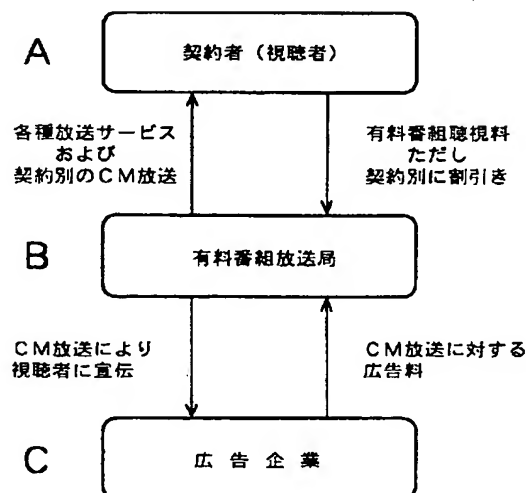 A
契約者（視聴者）
各種放送サービス
および
契約別のCM放送
有料番組聴視料
ただし
契約別に割引き
B
有料番組放送局
CM放送により
視聴者に宣伝
CM放送に対する
広告料
C
広告企業